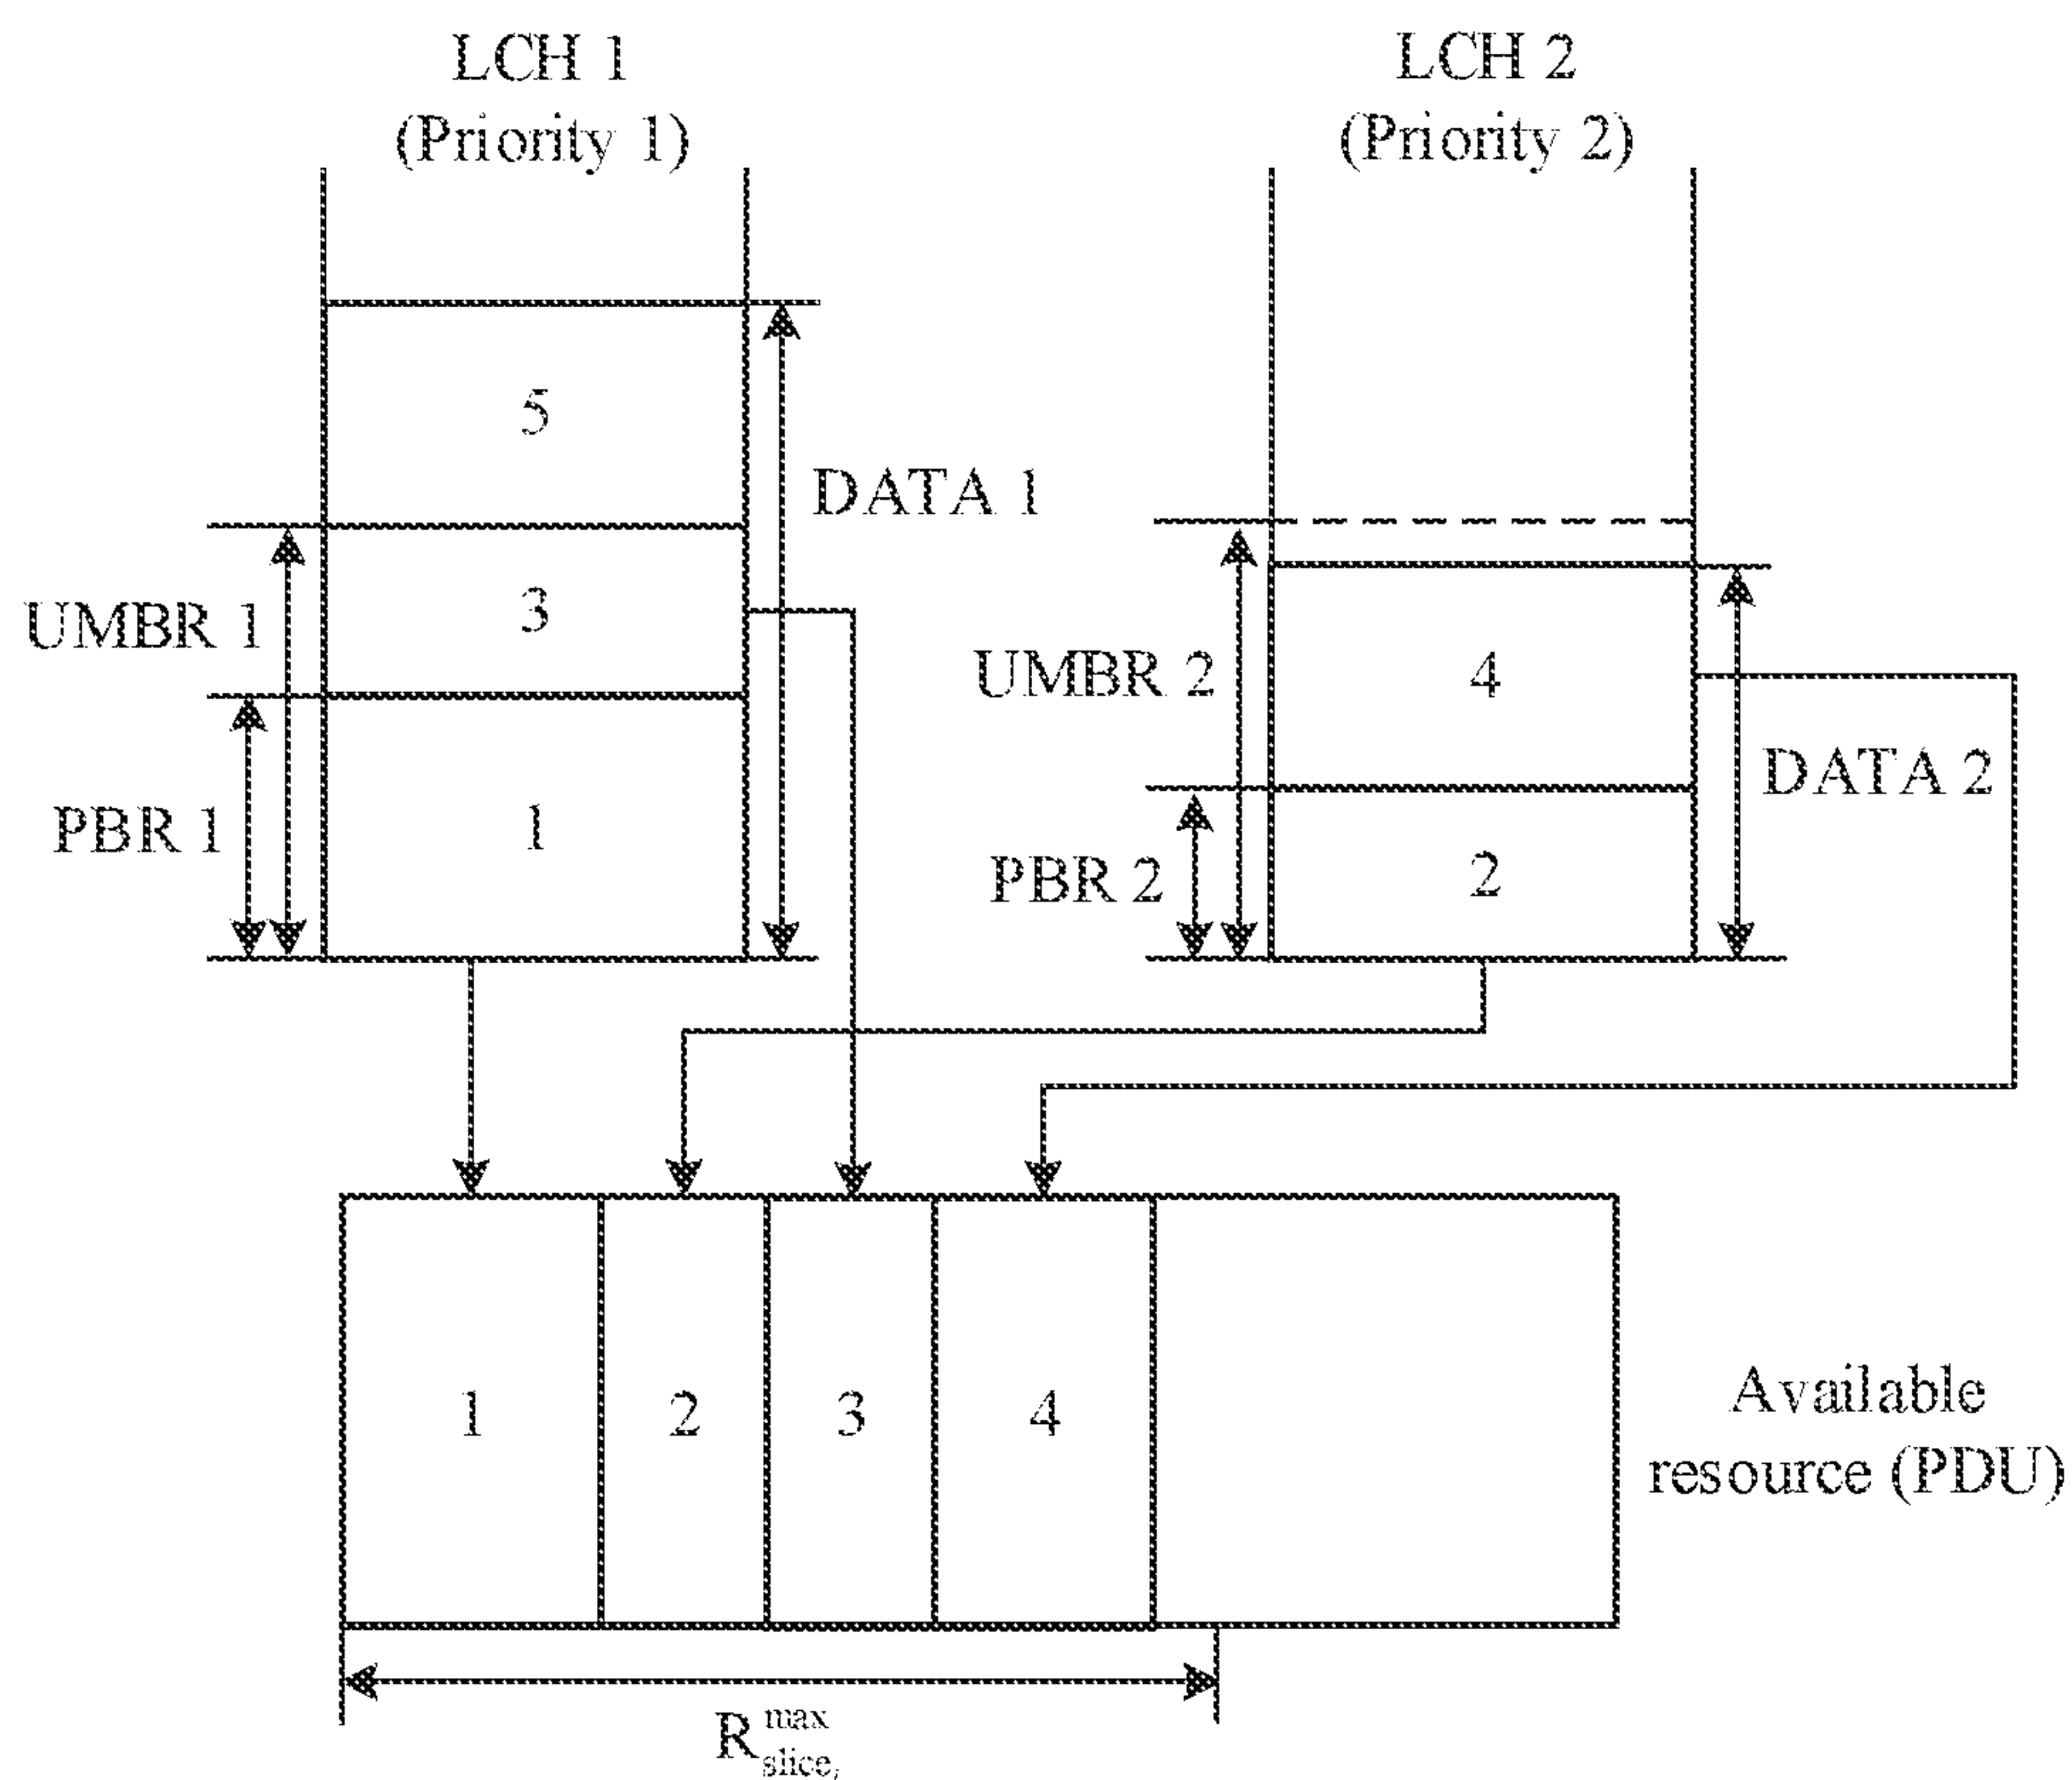 LCH 1
(Priority 1)
LCH 2
(Priority 2)
5
DATA 1
UMBR 1
3
UMBR 2
4
DATA 2
PBR 1
1
PBR 2
2
1
2
3
4
Available
resource (PDU)
R max slice i